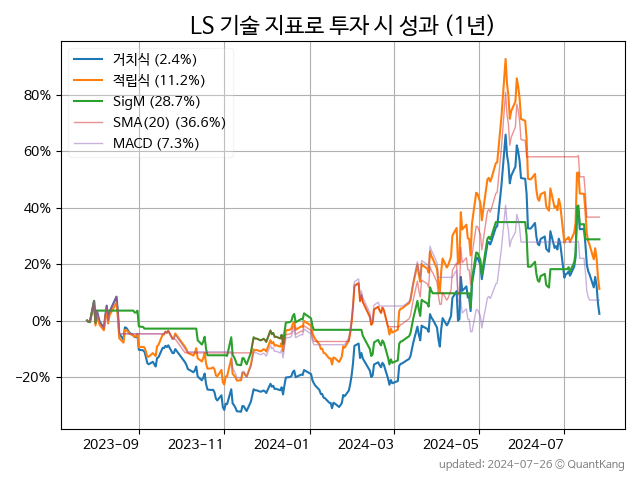 LS 기술 지표로 투자 시 성과 (1년)
거치식 (2.4%)
적립식 (11.2%)
SigM (28.7%)
SMA(20) (36.6%)
MACD (7.3%)
80%
60%
40%
20%
0%
−20%
2023−09
2023−11
2024−01
2024−03
2024−05
2024−07
updated: 2024-07-26 © QuantKang